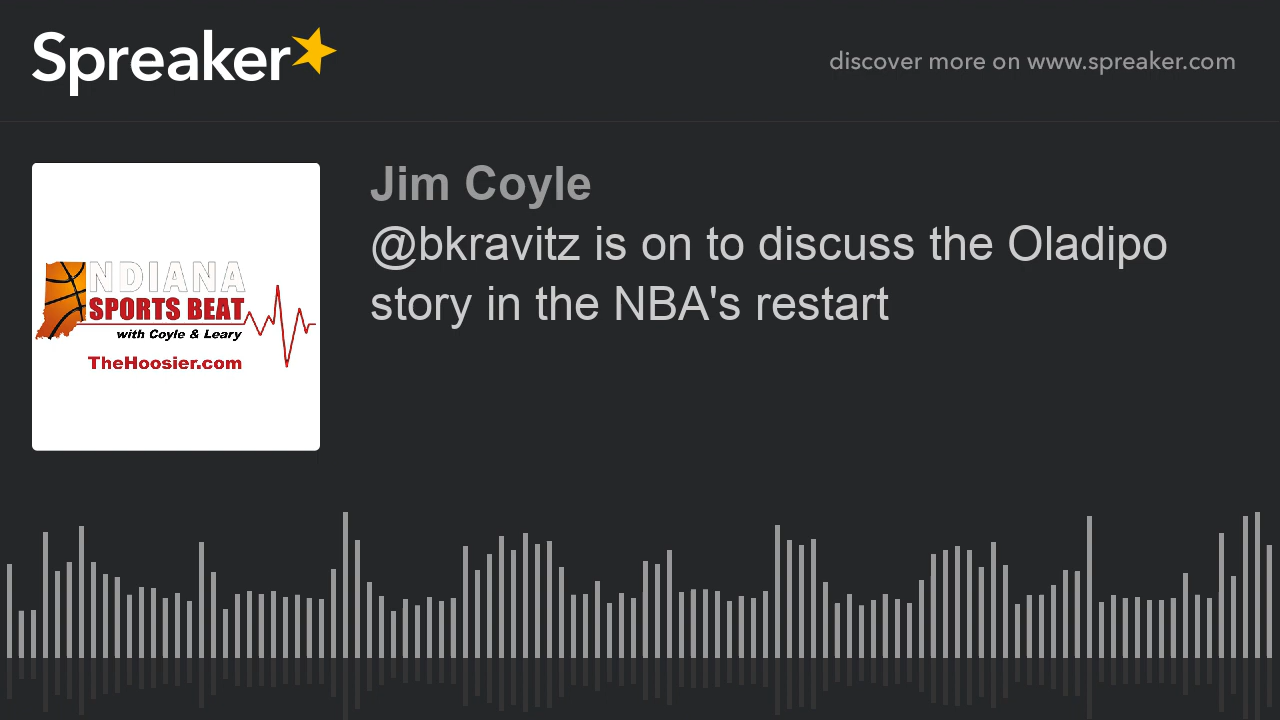 Spreaker
discover more on www.spreaker.com
Jim Coyle
@bkravitz is on to discuss the Oladipo
story in the NBA's restart
NDIANA
SPORTS BEAT
with Coyle & Leary
TheHoosier.com